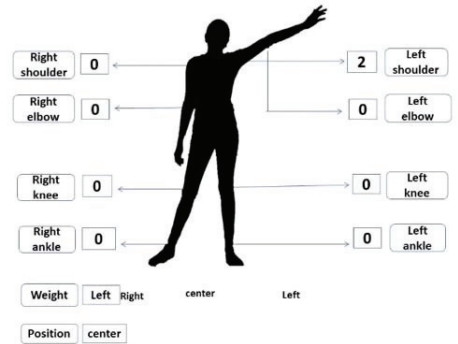 Right shoulder 0
2 Left shoulder
Right elbow 0
0 Left elbow
Right knee 0
0 Left knee
Right ankle 0
0 Left ankle
Weight Left Right center Left
Position center